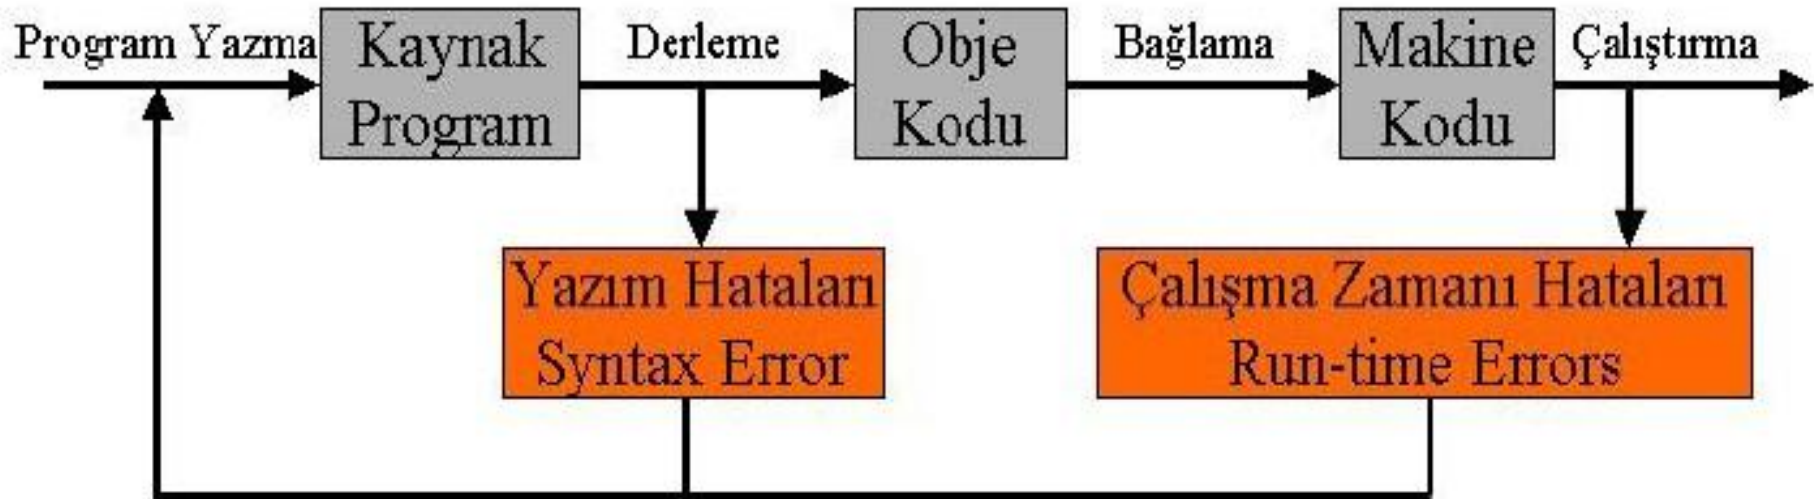 Program Yazma
Kaynak
Program
Derleme
Obje
Kodu
Bağlama
Makine
Kodu
Çalıştırma
Yazım Hataları
Syntax Error
Çalışma Zamanı Hataları
Run-time Errors